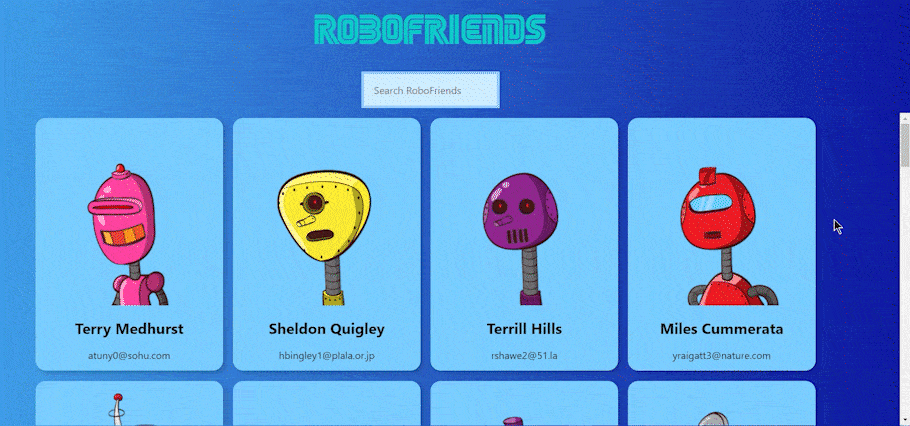 ROBOFRIENDS
Search RoboFriends
Terry Medhurst
atuny0@sohu.com
Sheldon Quigley
hbingley1@plala.or.jp
Terrill Hills
rshawe2@51.la
Miles Cummerata
yraigatt3@nature.com